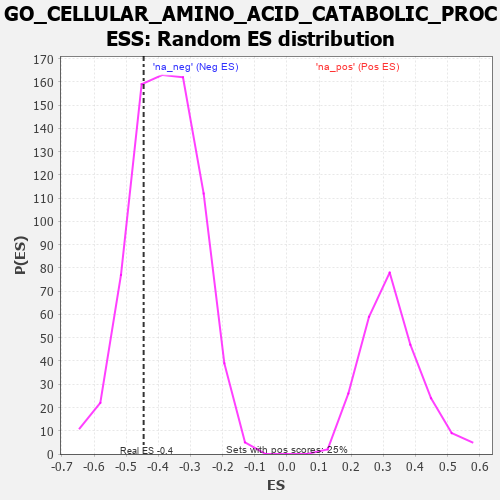 GO_CELLULAR_AMINO_ACID_CATABOLIC_PROC
ESS: Random ES distribution
'na_neg' (Neg ES)
'na_pos' (Pos ES)
170
160
150
140
130
120
110
100
90
80
70
60
50
40
30
20
10
0
P(ES)
Real ES -0.4
Sets with pos scores: 25%
-0.7 -0.6 -0.5 -0.4 -0.3 -0.2 -0.1 0.0 0.1 0.2 0.3 0.4 0.5 0.6
ES